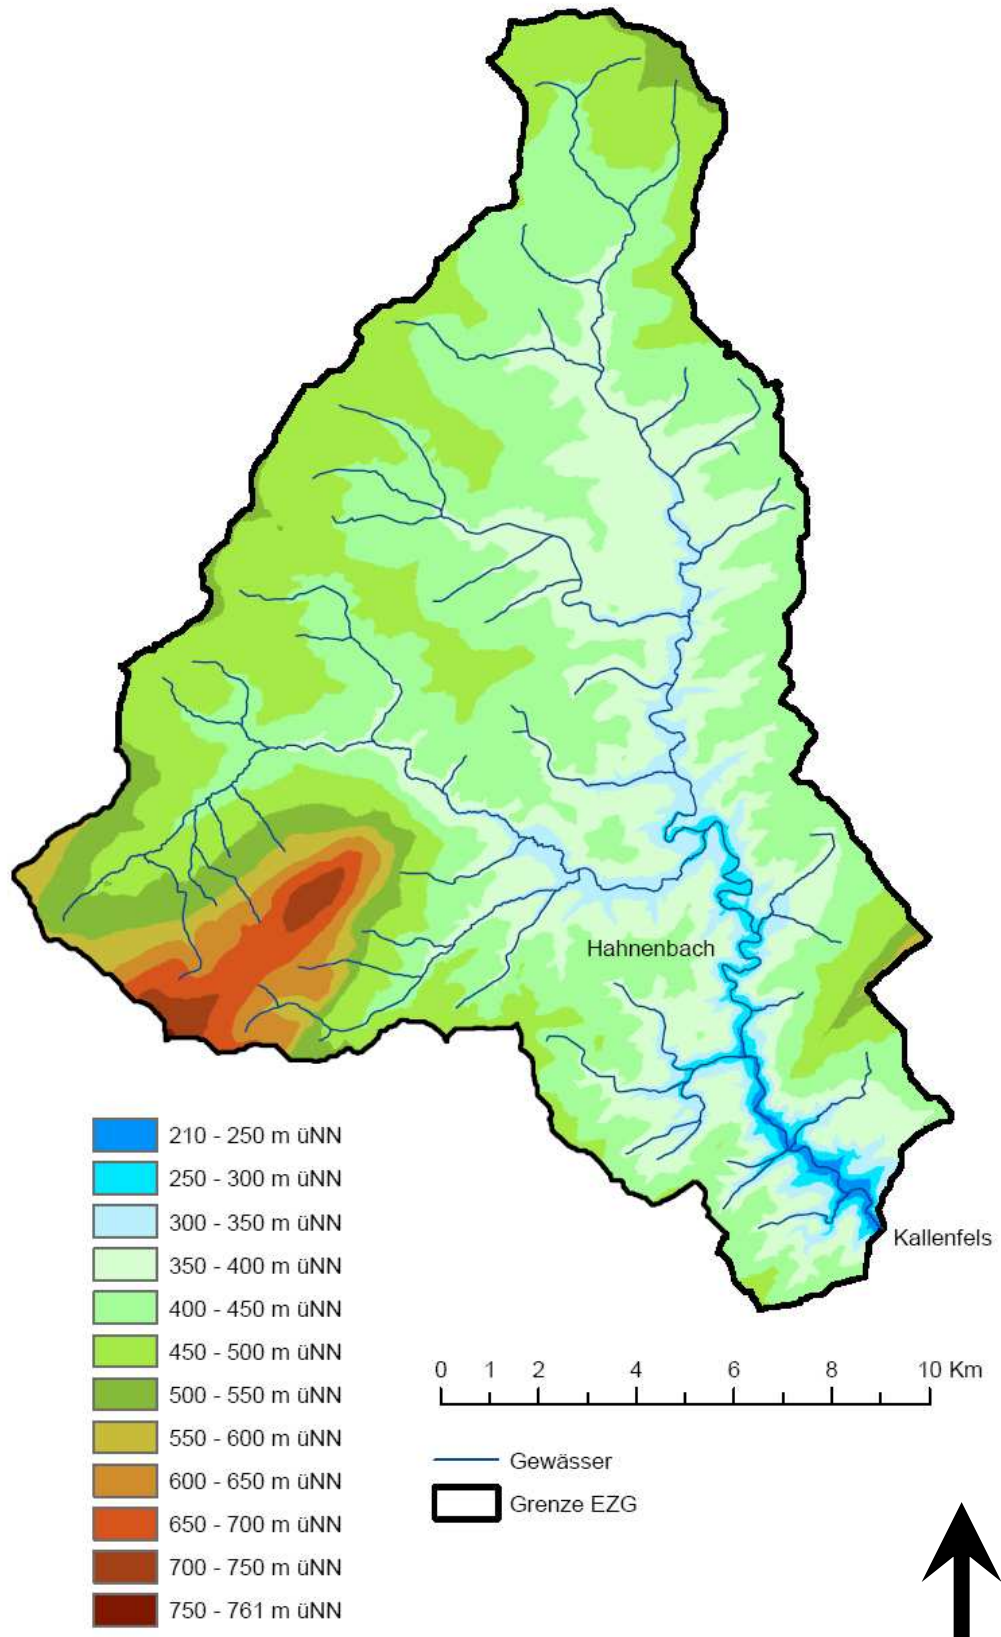 Hahnenbach
Kallenfels
210 - 250 m üNN
250 - 300 m üNN
300 - 350 m üNN
350 - 400 m üNN
400 - 450 m üNN
450 - 500 m üNN
500 - 550 m üNN
550 - 600 m üNN
600 - 650 m üNN
650 - 700 m üNN
700 - 750 m üNN
750 - 761 m üNN
0 1 2 4 6 8 10 Km
Gewässer
Grenze EZG